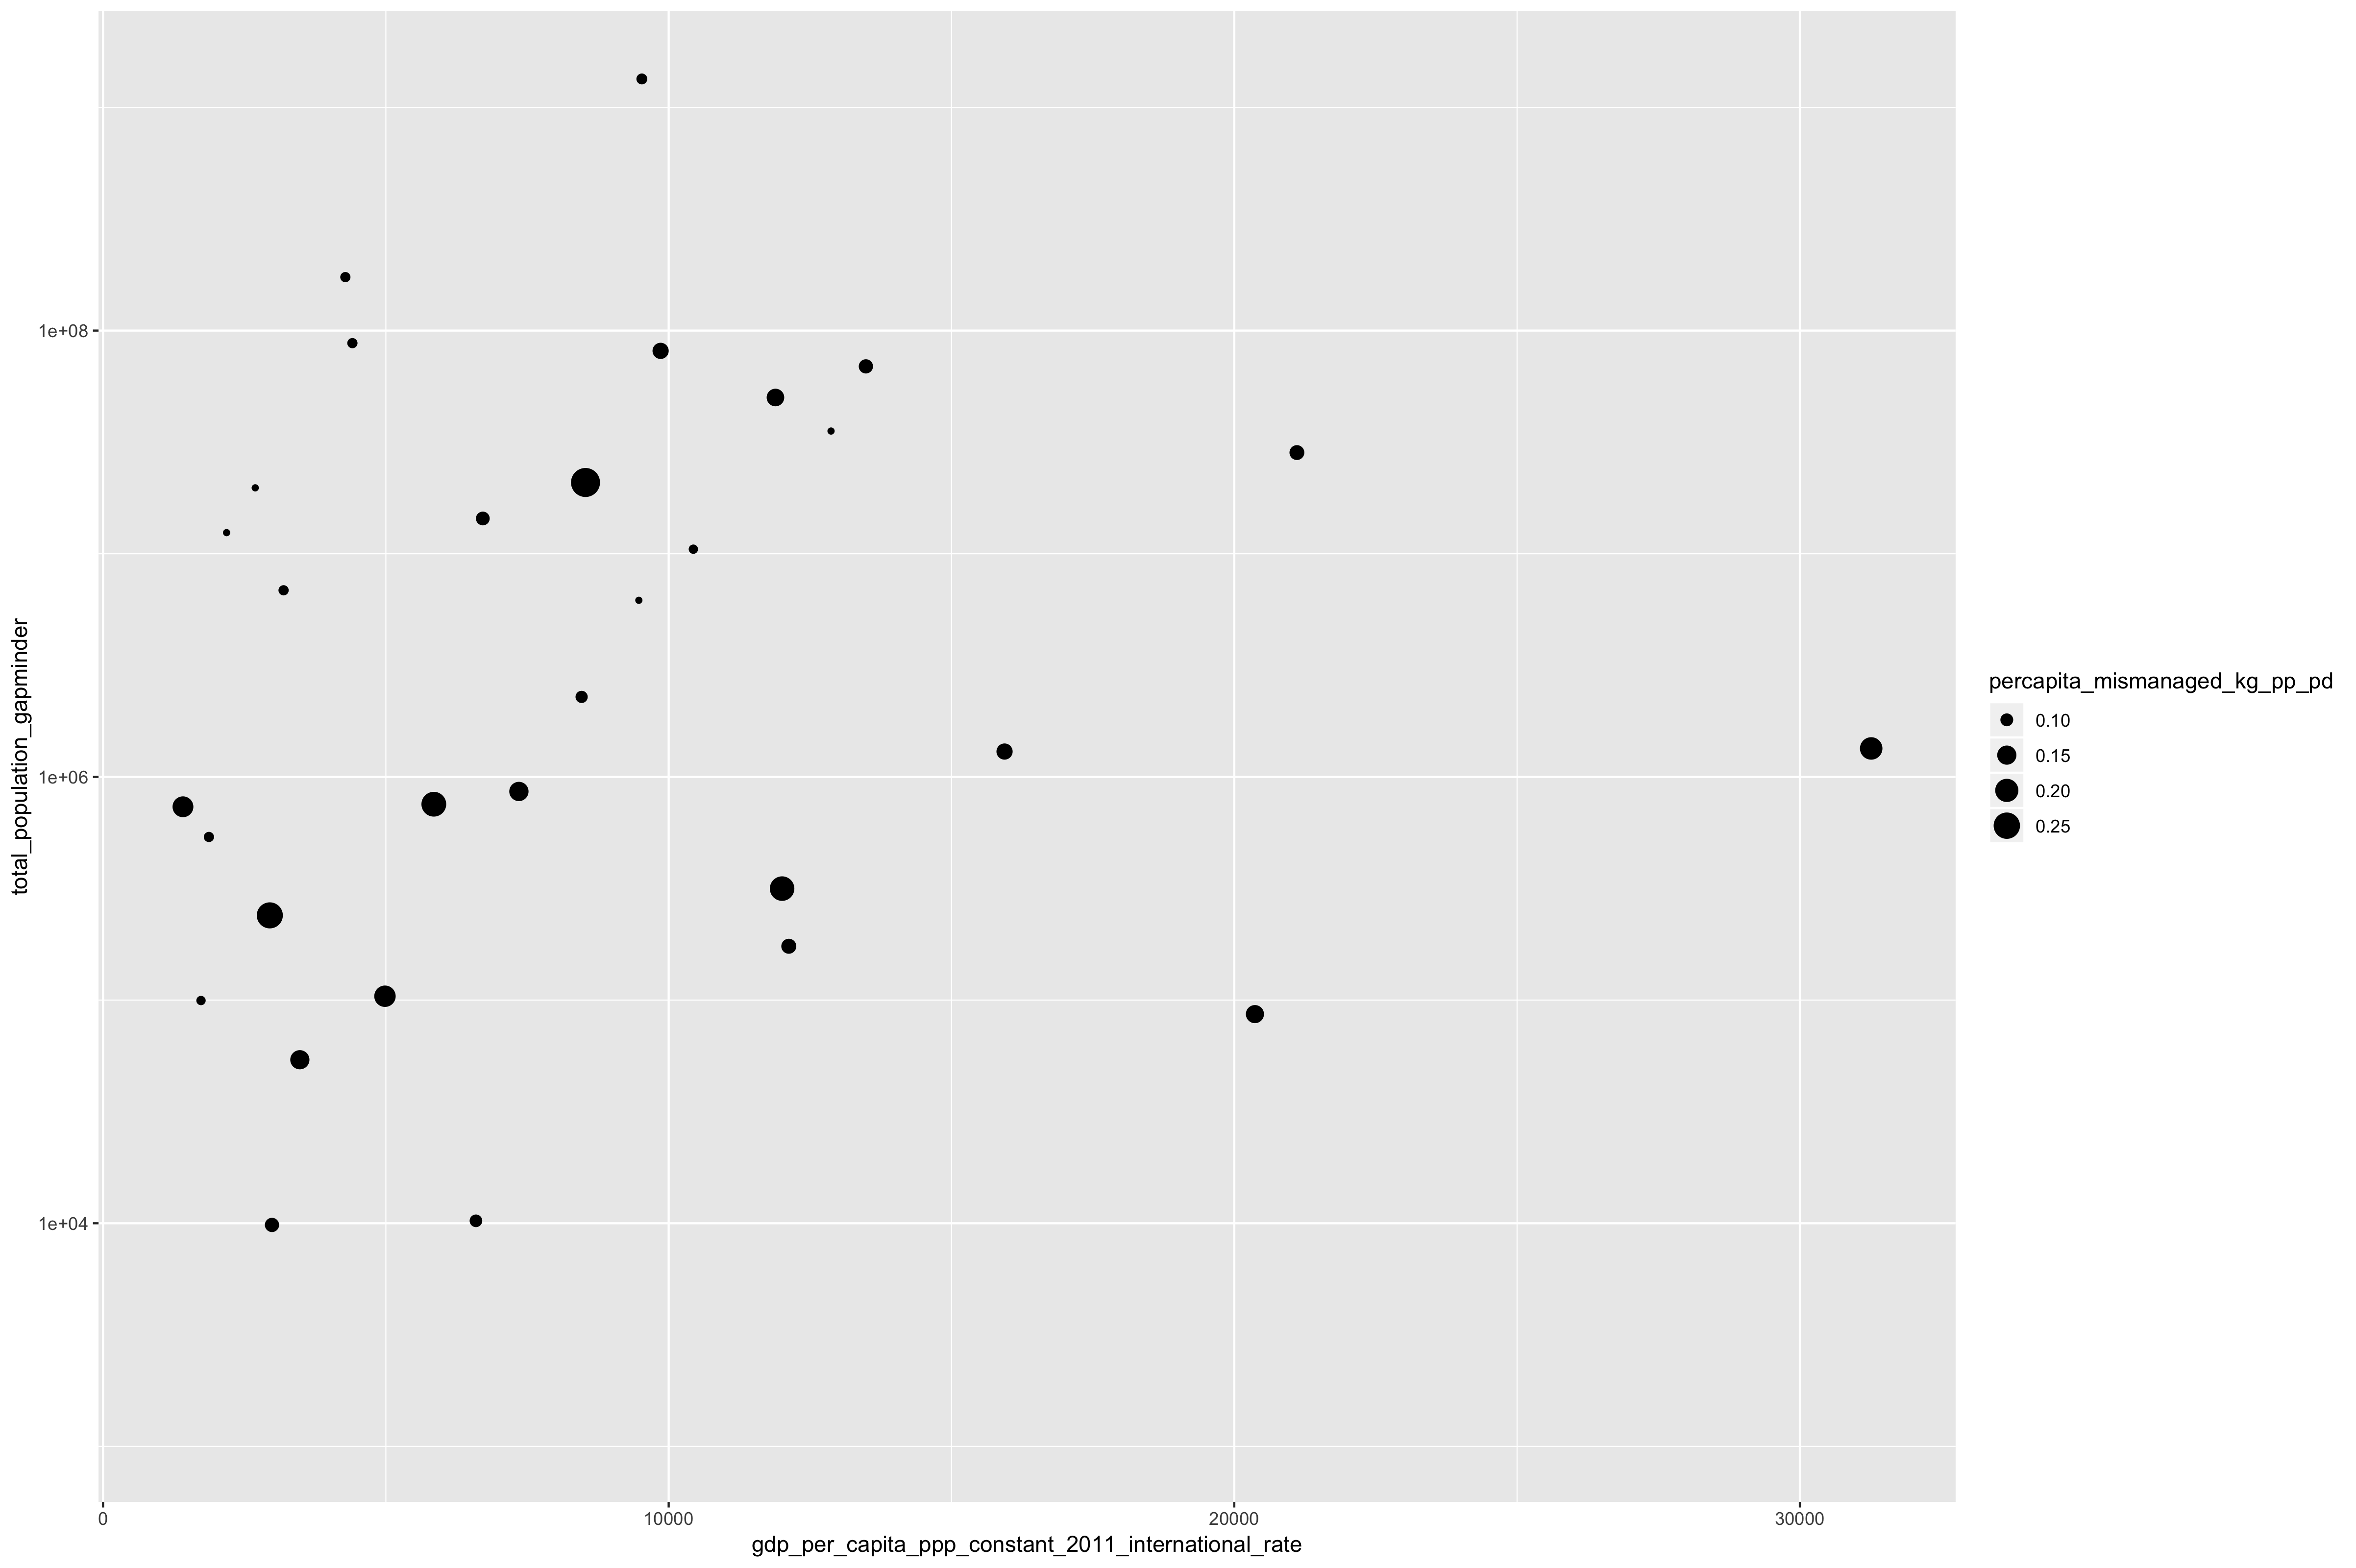 total_population_gapminder
1e+08
1e+06
1e+04
0
10000
20000
30000
gdp_per_capita_ppp_constant_2011_international_rate
percapita_mismanaged_kg_pp_pd
0.10
0.15
0.20
0.25